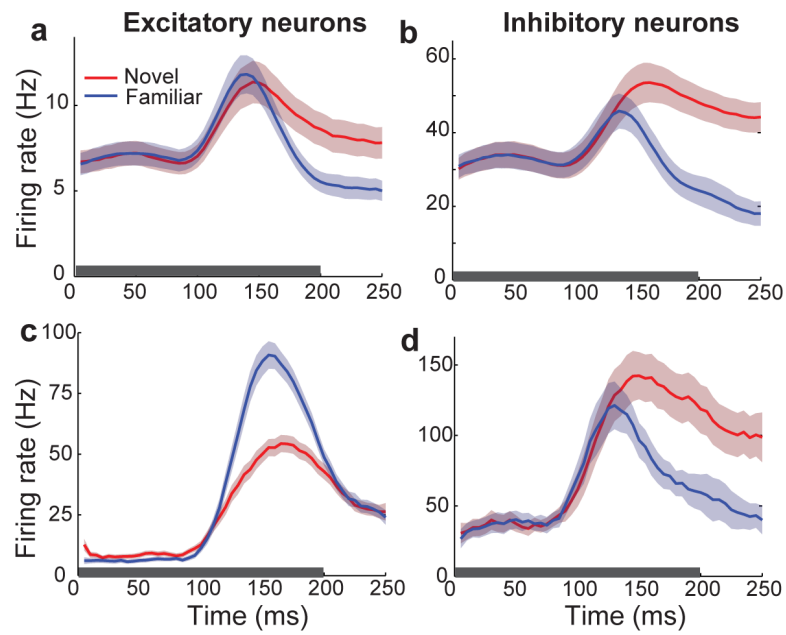 Excitatory neurons
Inhibitory neurons
a
b
Novel
Familiar
Firing rate (Hz)
10
5
0
0 50 100 150 200 250
60
40
20
0
0 50 100 150 200 250
c
d
Firing rate (Hz)
100
75
50
25
0
0 50 100 150 200 250
Time (ms)
150
100
50
0
0 50 100 150 200 250
Time (ms)